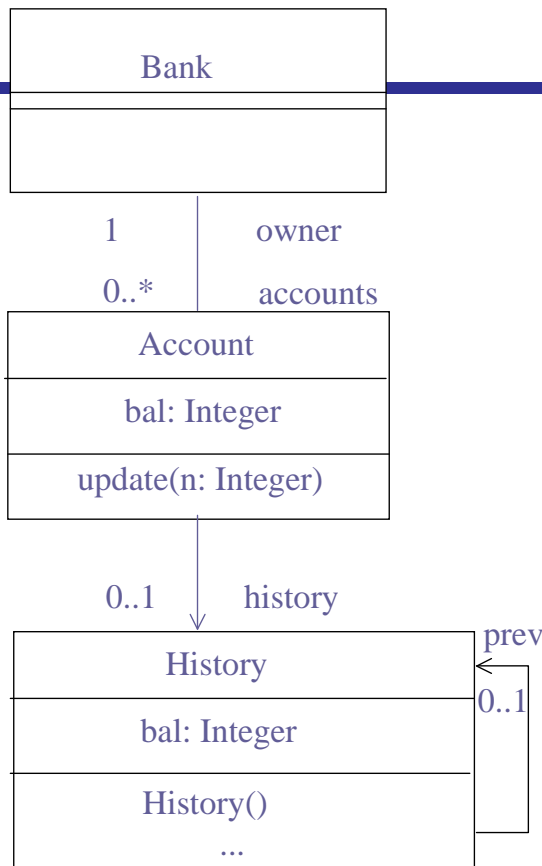 Bank
1 owner
0..* accounts
Account
bal: Integer
update(n: Integer)
0..1 history
prev
History
0..1
bal: Integer
History()
...